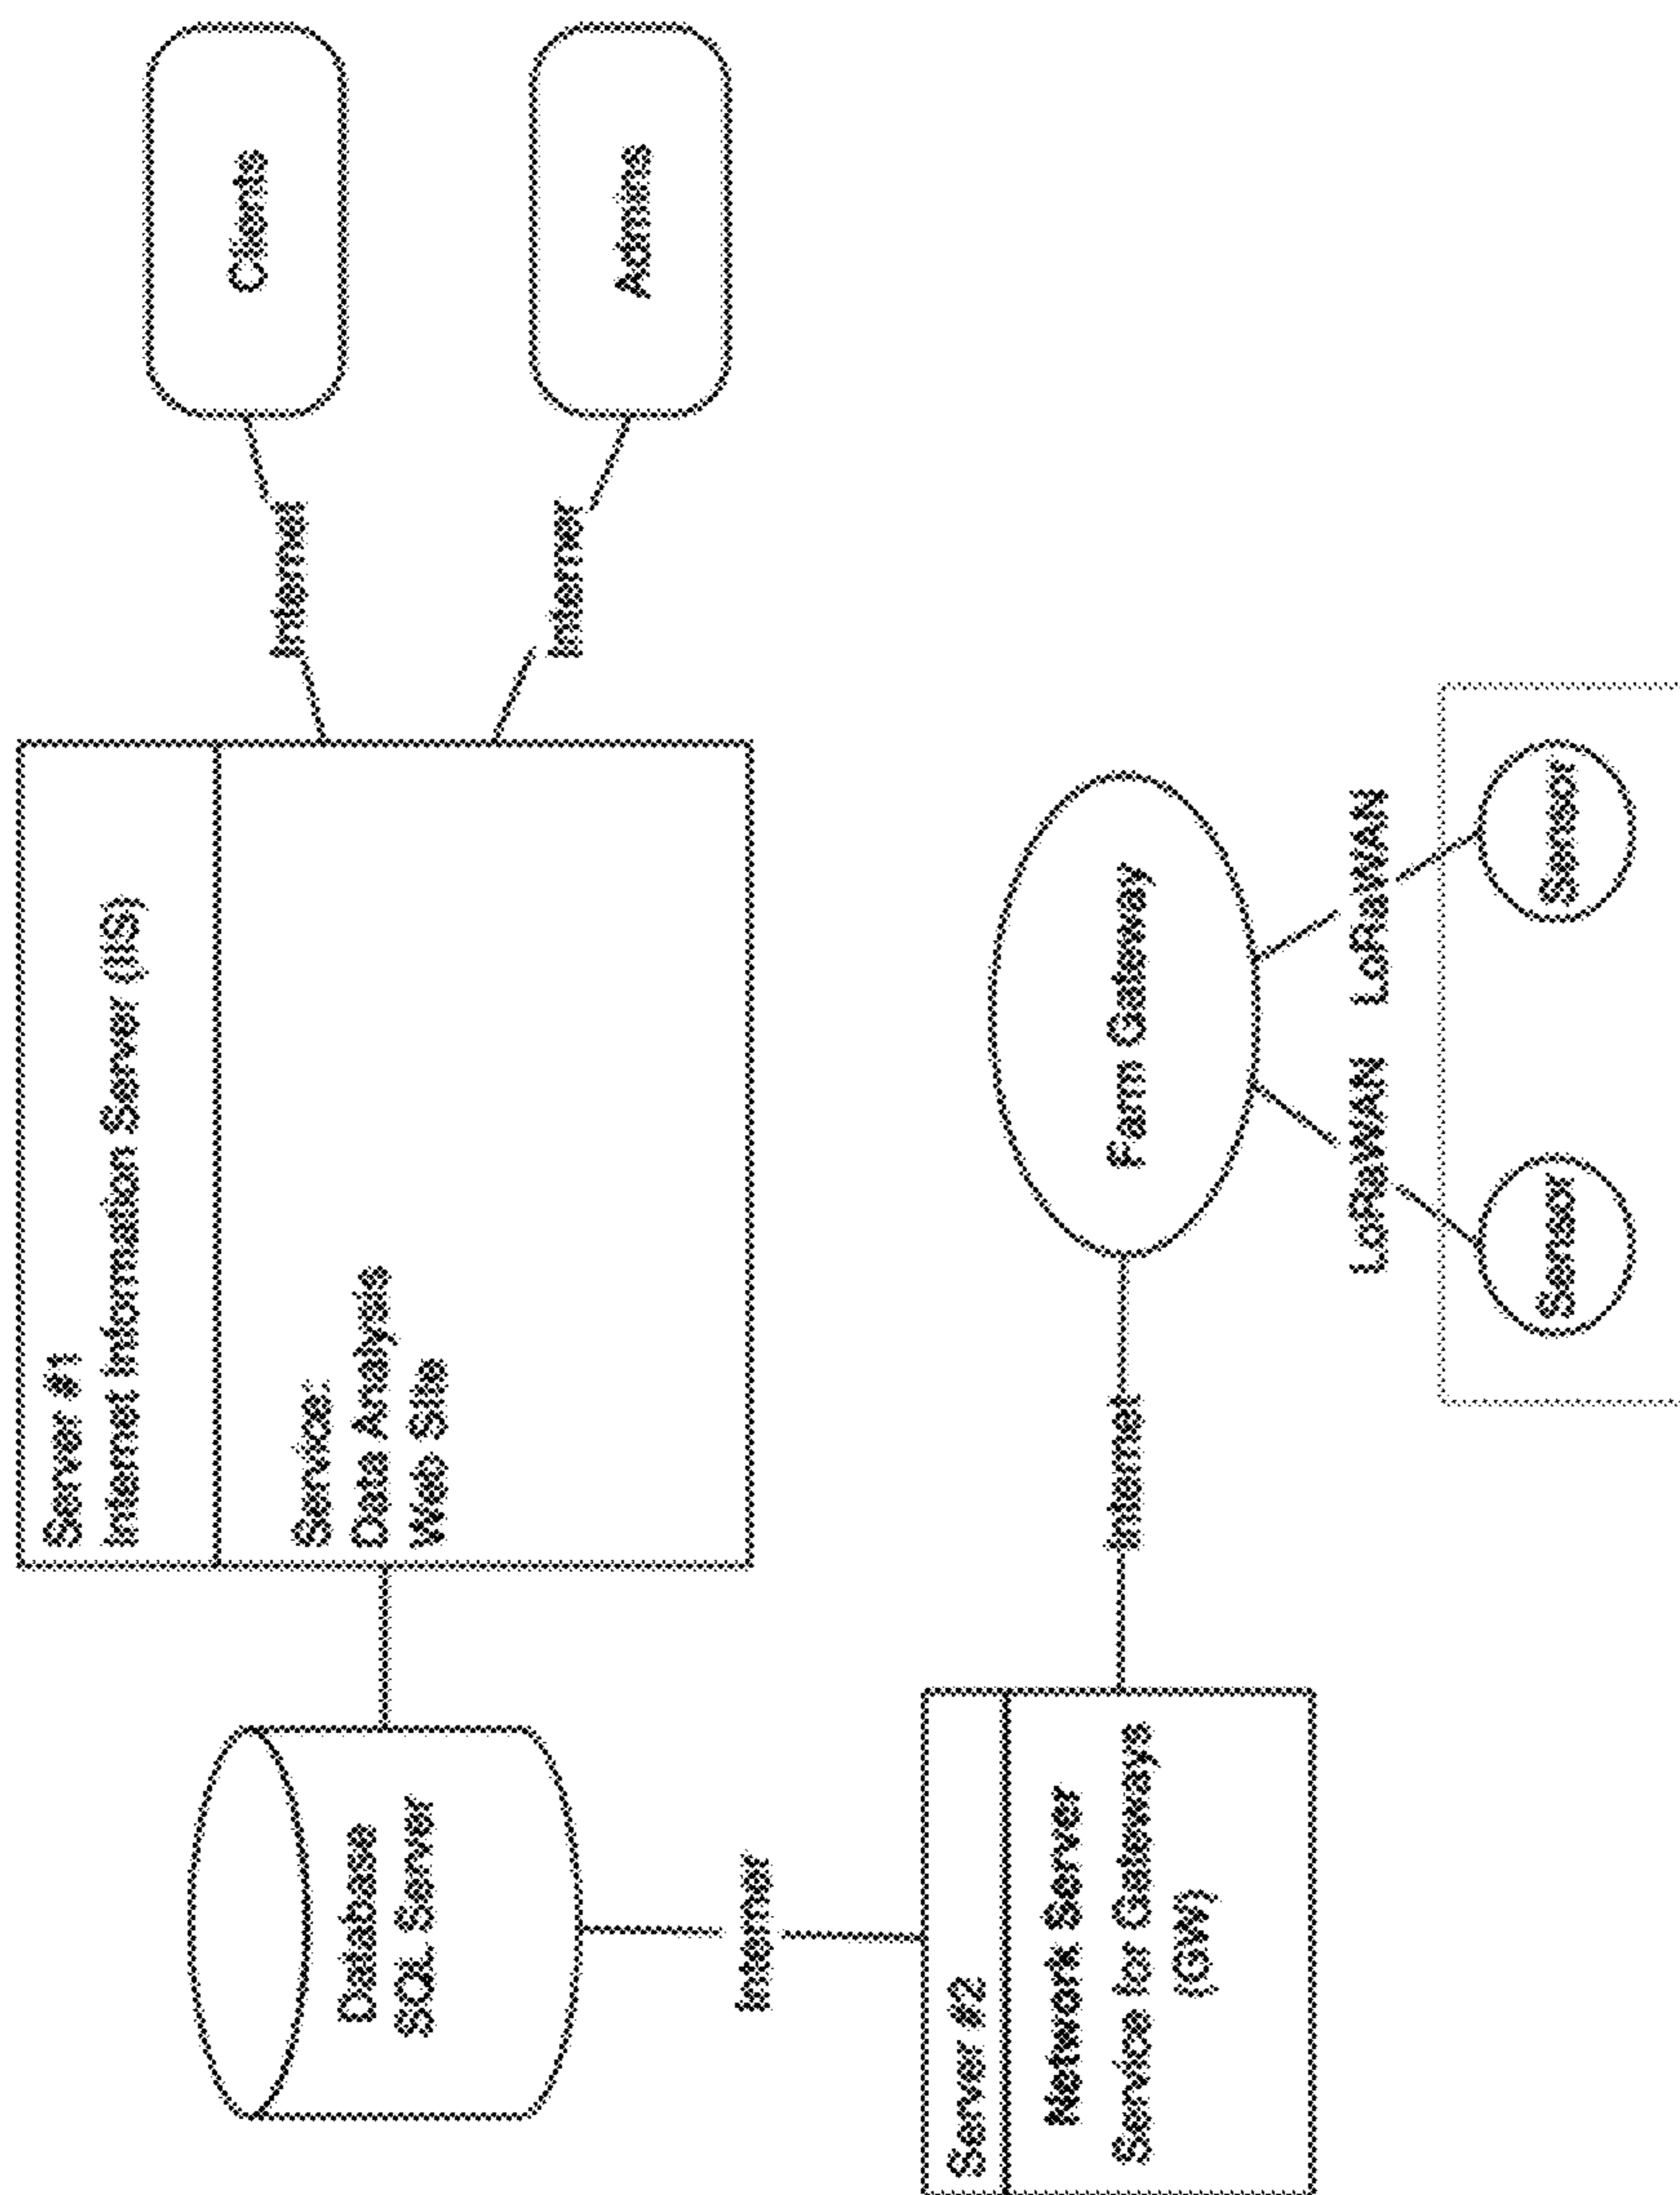 Server #1
Internet Information Server (IIS)
Service:
Data Analysis
Web Site
Internet
Clients
Internet
Admins
Database
SQL Server
Internet
Server #2
Network Server
Service for Gateways
(GW)
Internet
Farm Gateway
LoRaWAN
LoRaWAN
Sensor
Sensor